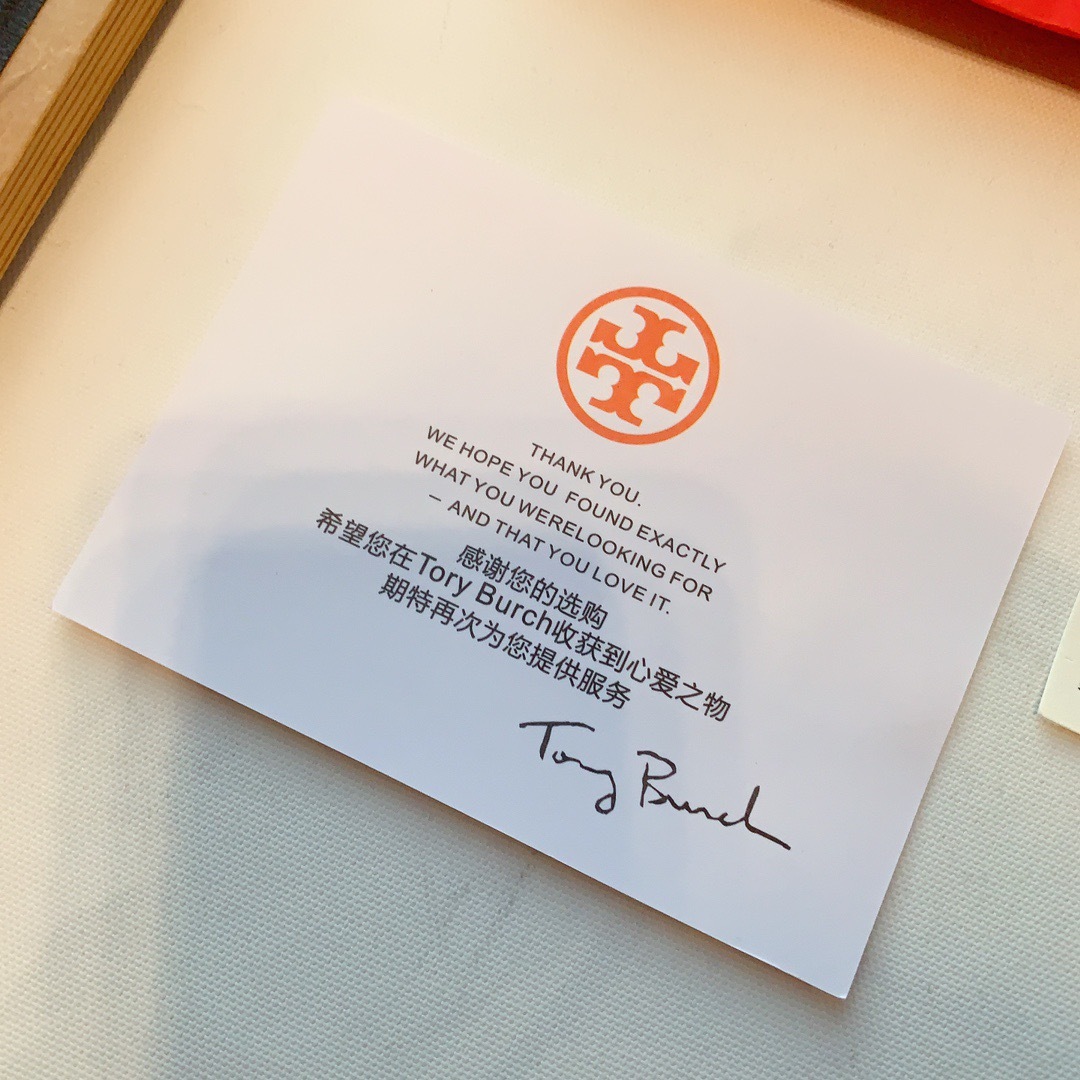 THANK YOU.
WE HOPE YOU FOUND EXACTLY
WHAT YOU WERELOOKING FOR
– AND THAT YOU LOVE IT.
感谢您的选购
希望您在Tory Burch收获到心爱之物
期特再次为您提供服务
Tory Burch